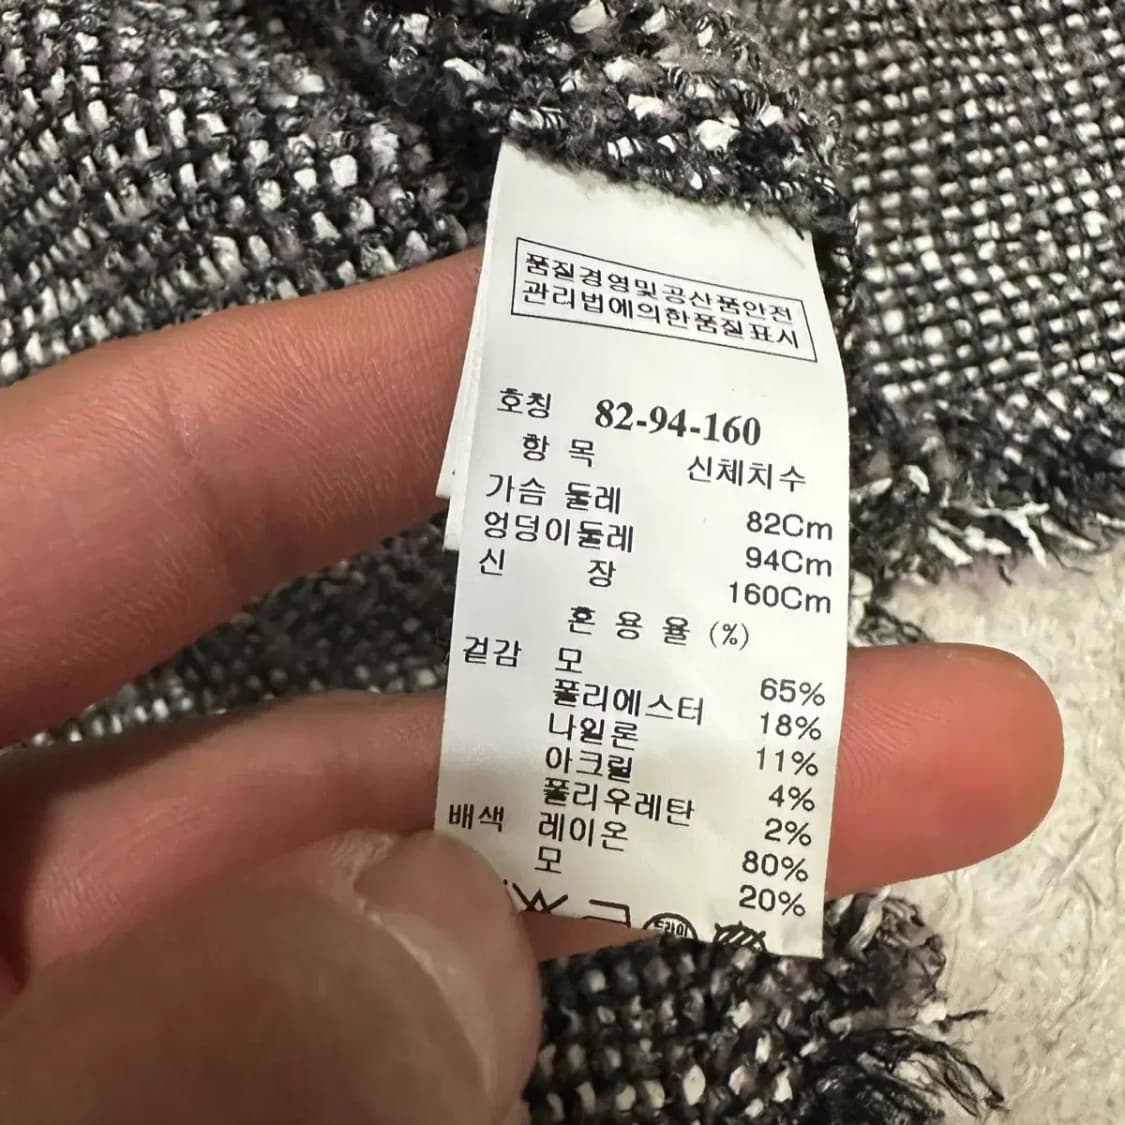 품질경영및공산품안전
관리법에의한품질표시
호칭 82-94-160
항 목 신체치수
가슴 둘레 82Cm
엉덩이둘레 94Cm
신 장 160Cm
혼 용 율 (%)
겉감 모 65%
폴리에스터 18%
나일론 11%
아크릴 4%
폴리우레탄 2%
배색 레이온 80%
모 20%
드라이